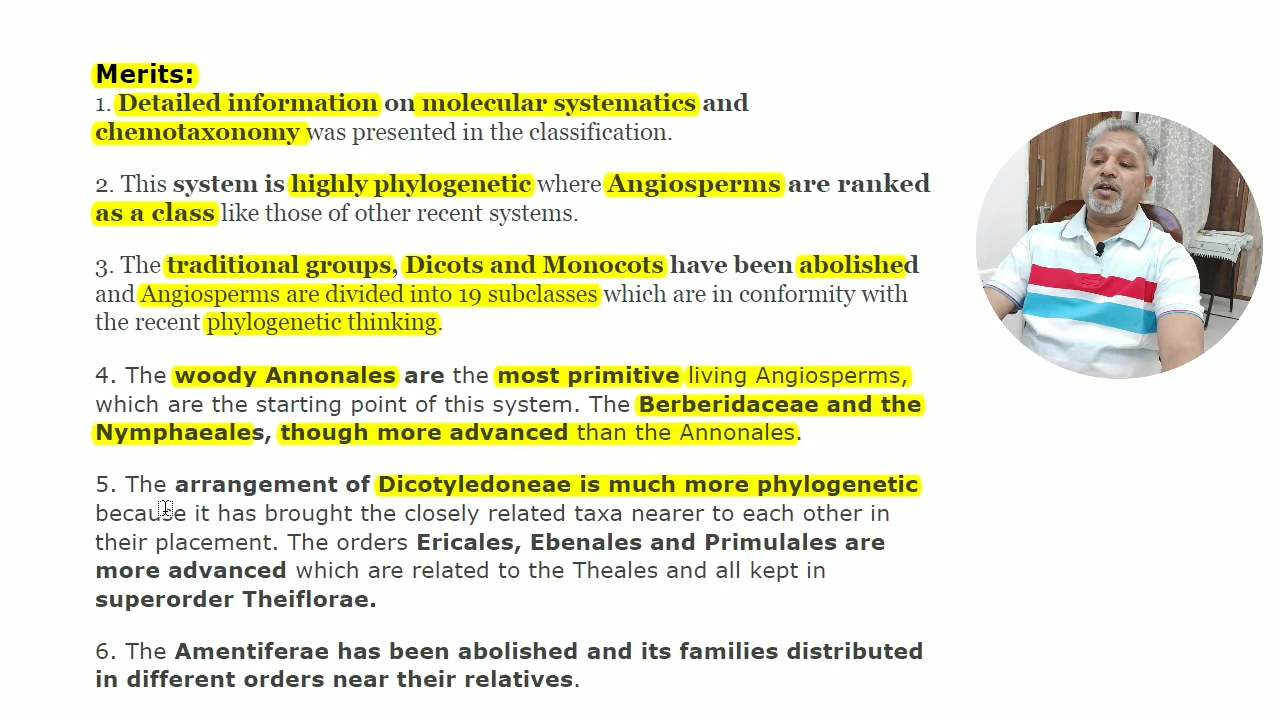 Merits:
1. Detailed information on molecular systematics and
chemotaxonomy was presented in the classification.
2. This system is highly phylogenetic where Angiosperms are ranked
as a class like those of other recent systems.
3. The traditional groups, Dicots and Monocots have been abolished
and Angiosperms are divided into 19 subclasses which are in conformity with
the recent phylogenetic thinking.
4. The woody Annonales are the most primitive living Angiosperms,
which are the starting point of this system. The Berberidaceae and the
Nymphaeales, though more advanced than the Annonales.
5. The arrangement of Dicotyledoneae is much more phylogenetic
because it has brought the closely related taxa nearer to each other in
their placement. The orders Ericales, Ebenales and Primulales are
more advanced which are related to the Theales and all kept in
superorder Theiflorae.
6. The Amentiferae has been abolished and its families distributed
in different orders near their relatives.